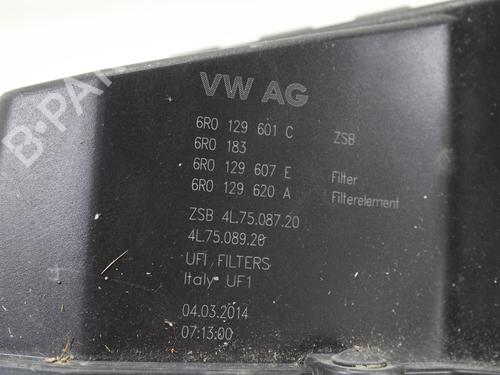 VW AG
6R0 129 601 C ZSB
6R0 183
6R0 129 607 E Filter
6R0 129 620 A Filterelement
ZSB 4L.75.087.20
4L.75.089.20
UFI FILTERS
Italy UF1
04.03.2014
07:13:00
B-PARTS